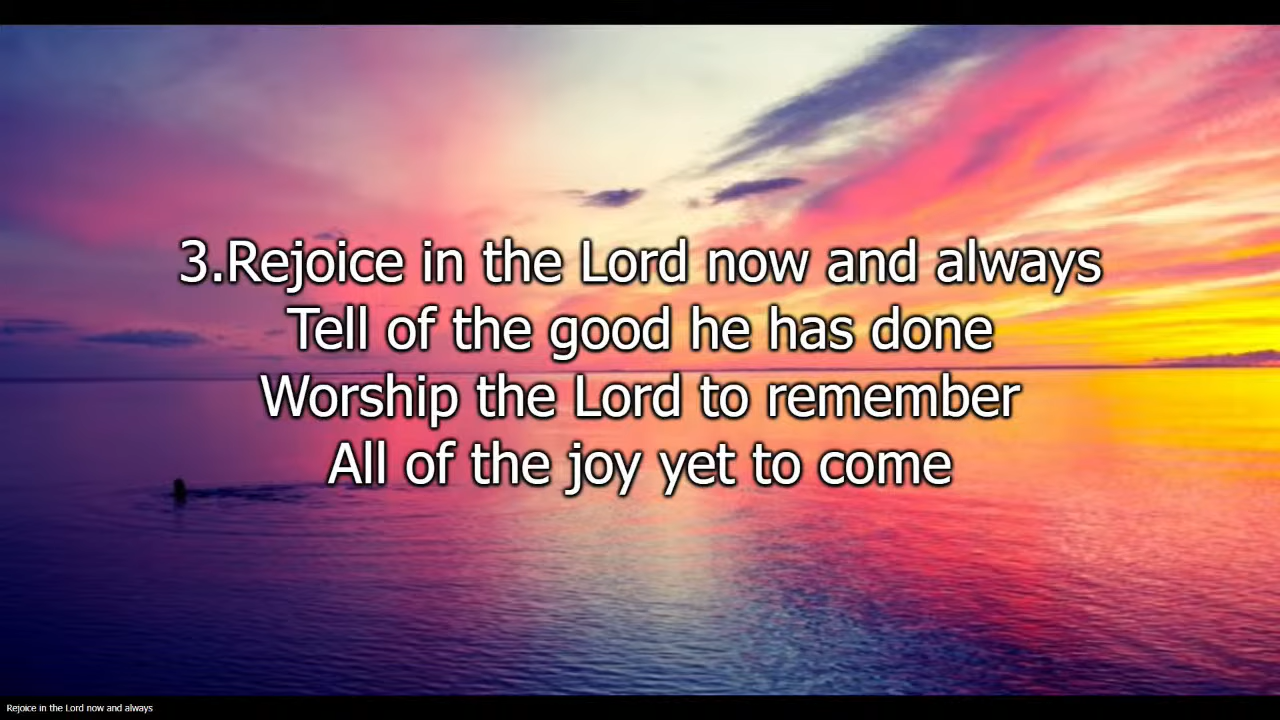 3.Rejoice in the Lord now and always
Tell of the good he has done
Worship the Lord to remember
All of the joy yet to come
Rejoice in the Lord now and always